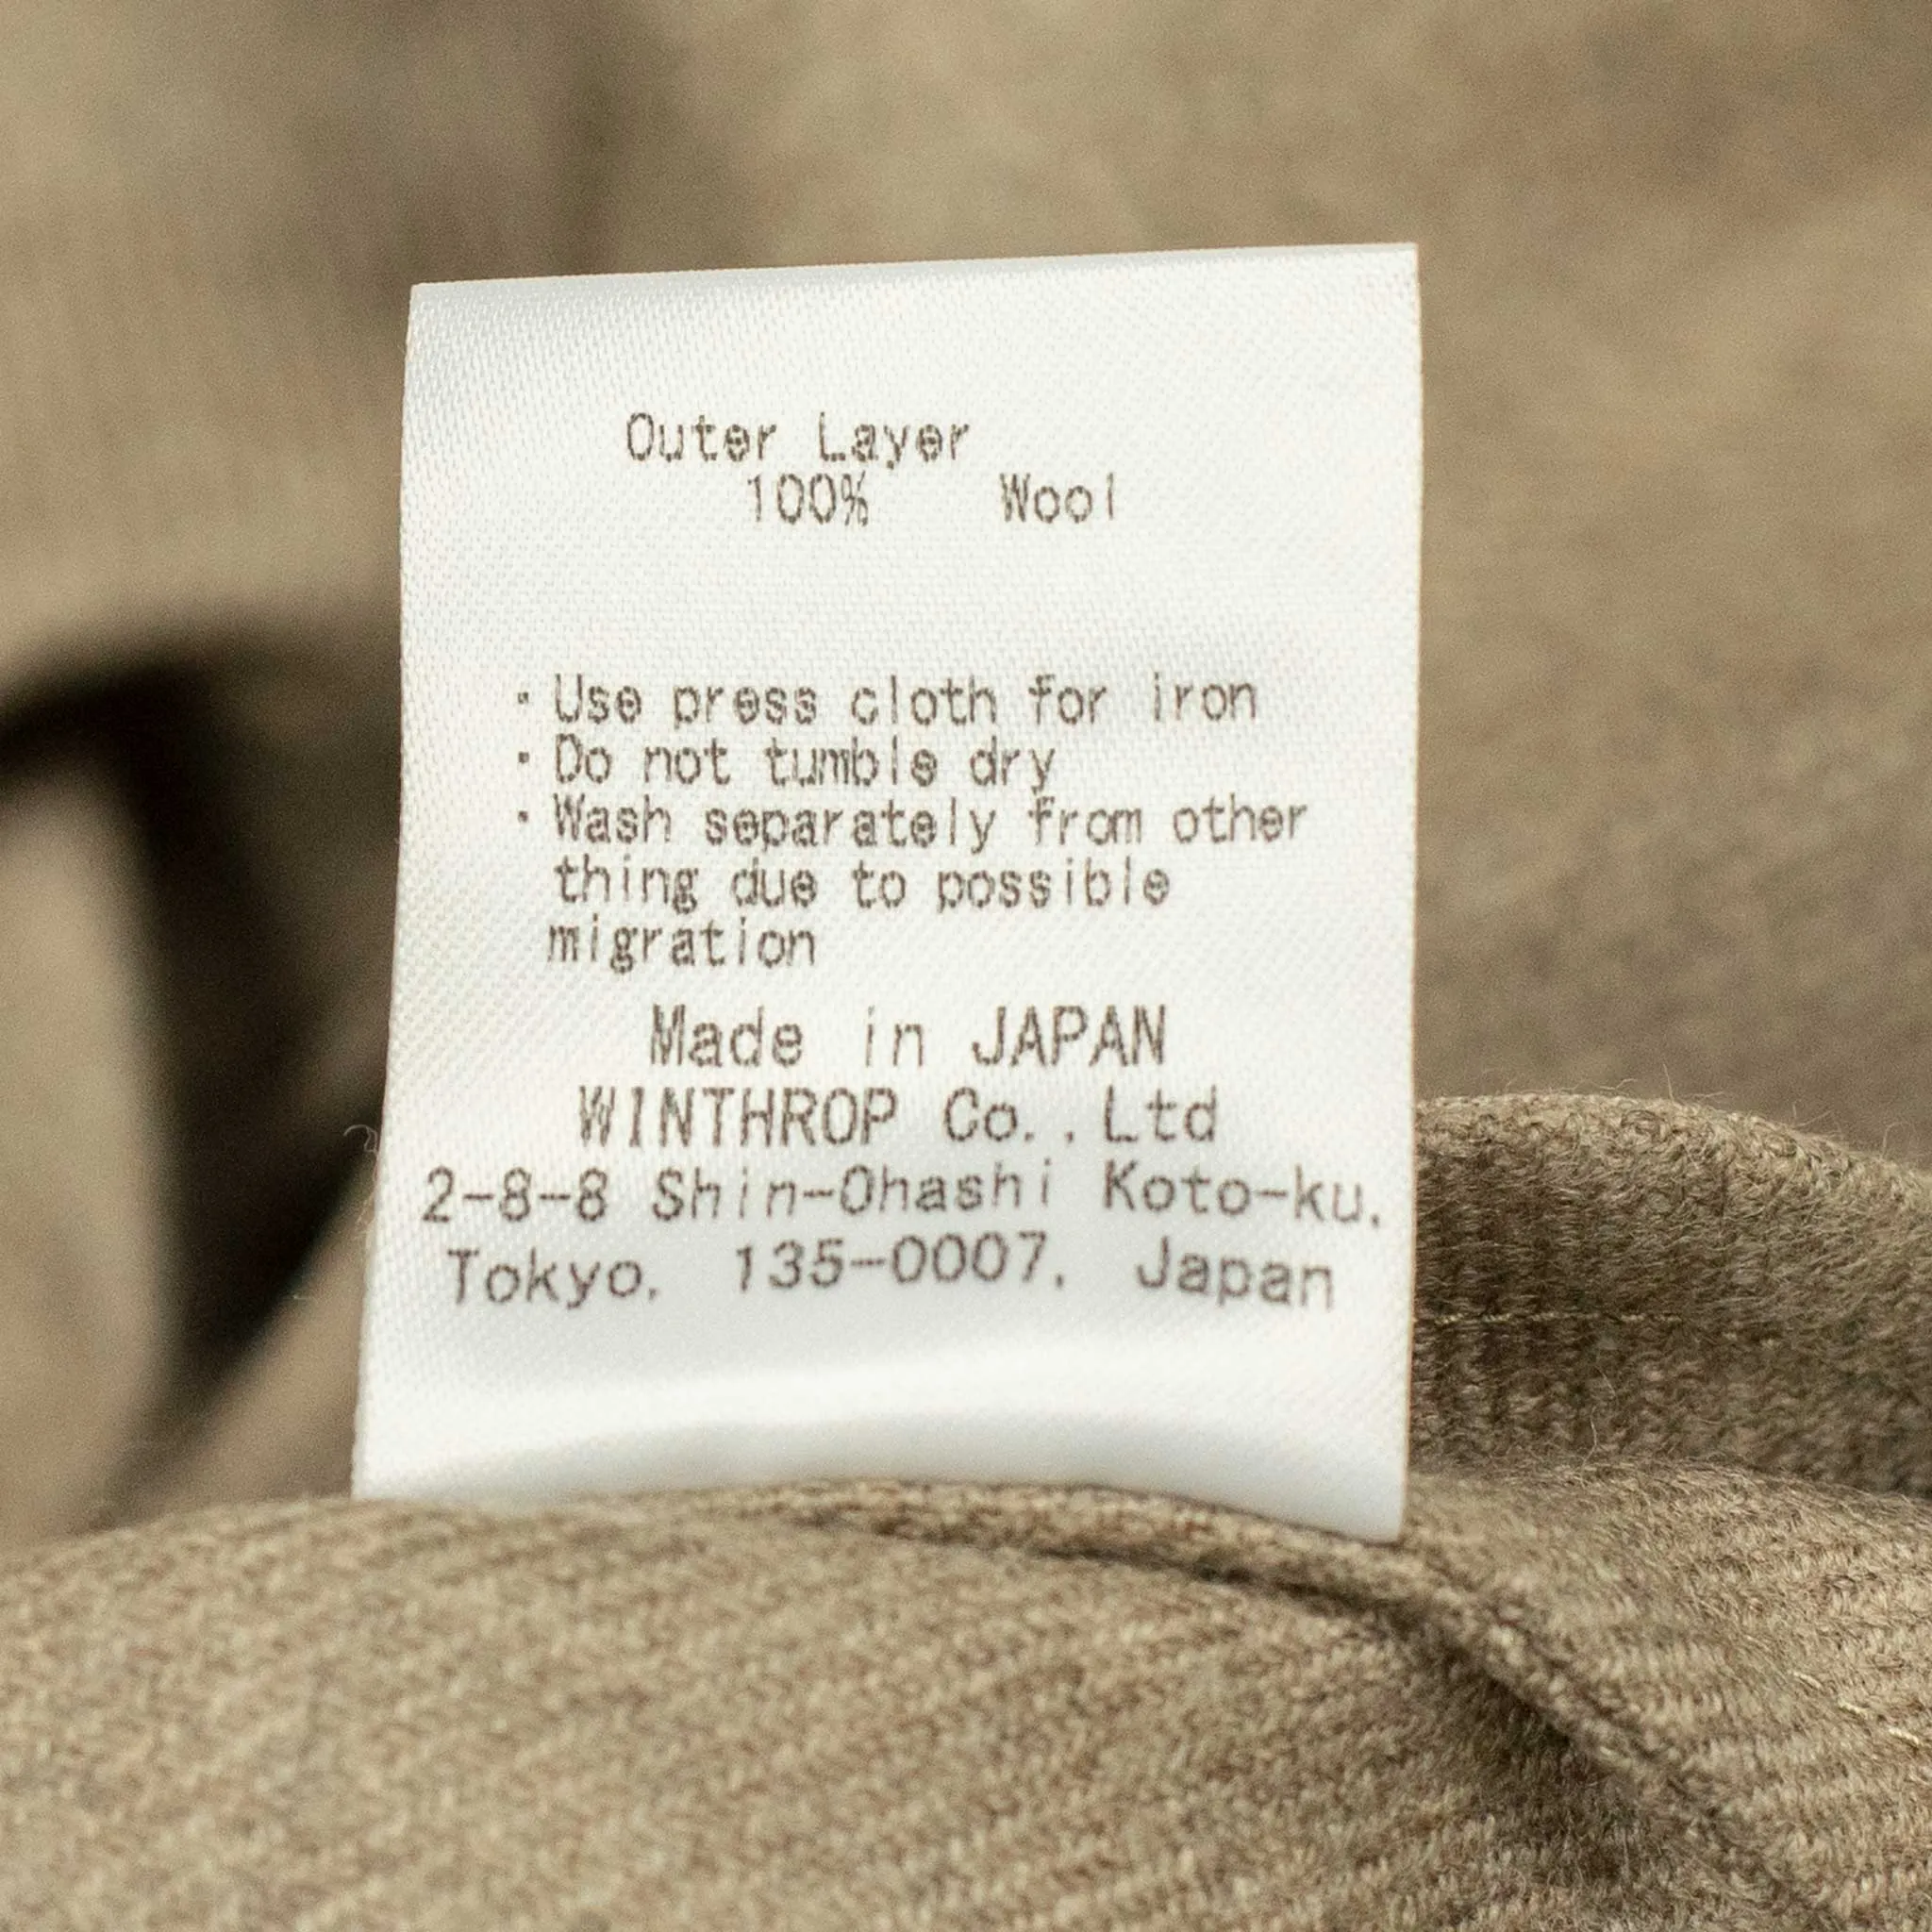 Outer Layer
100% Wool
・Use press cloth for iron
・Do not tumble dry
・Wash separately from other
thing due to possible
migration
Made in JAPAN
WINTHROP Co.,Ltd
2-8-8 Shin-Ohashi Koto-ku,
Tokyo, 135-0007, Japan